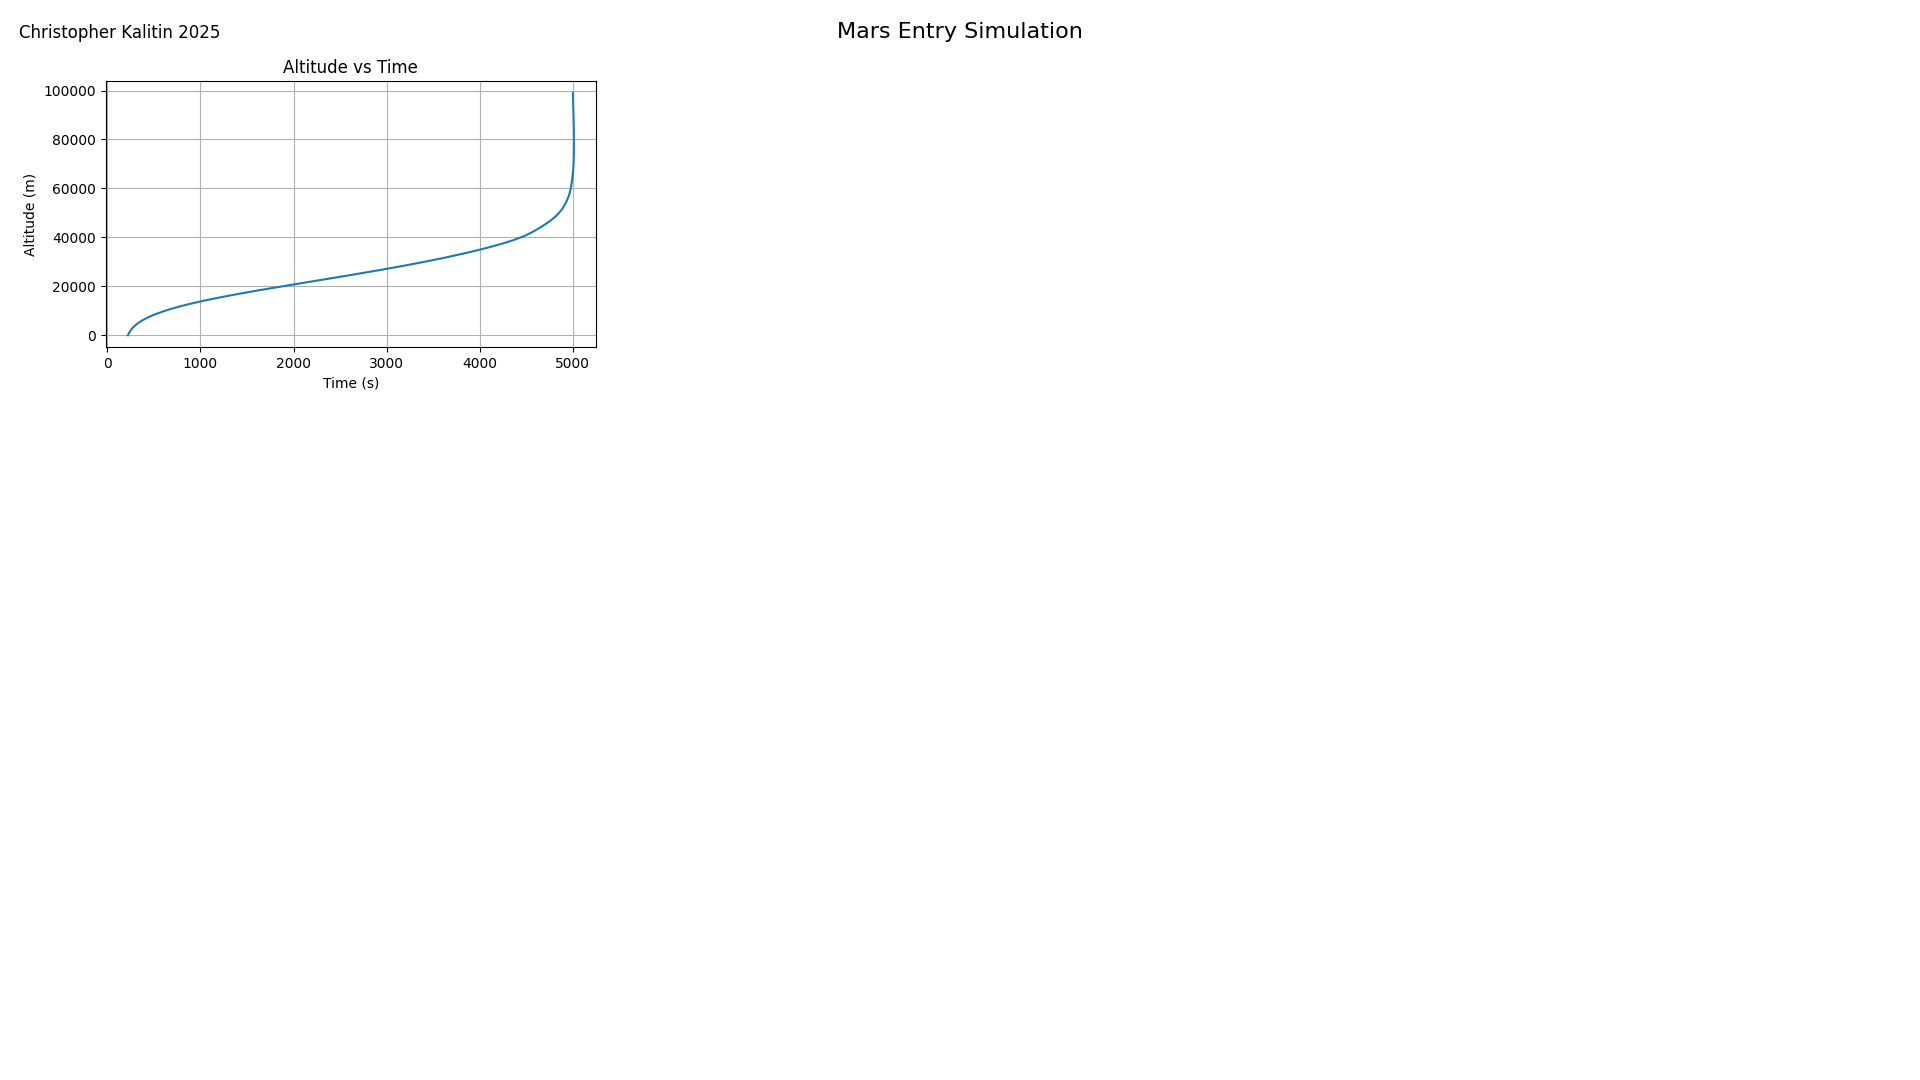 Christopher Kalitin 2025
Mars Entry Simulation
Altitude vs Time
Altitude (m)
100000
80000
60000
40000
20000
0
0 1000 2000 3000 4000 5000
Time (s)